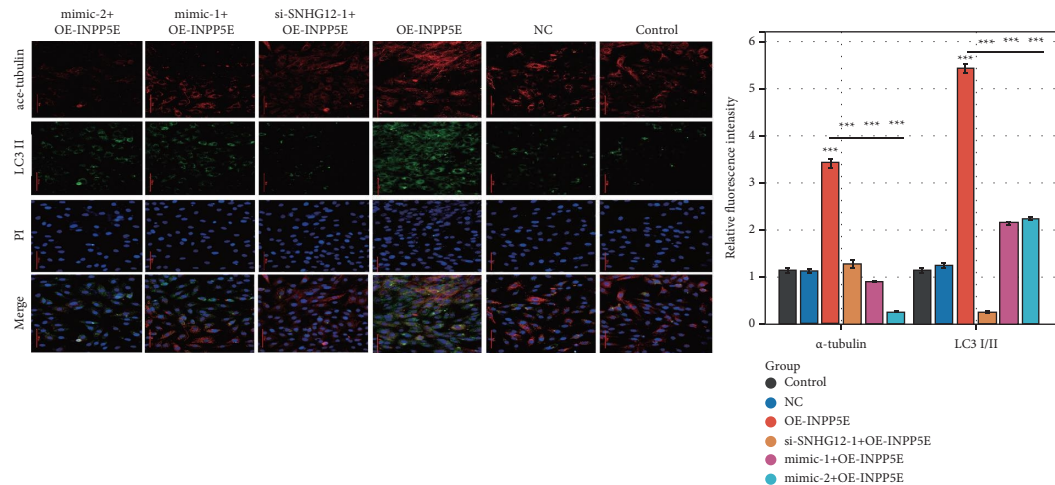 mimic-2+ OE-INPP5E
mimic-1+ OE-INPP5E
si-SNHG12-1+ OE-INPP5E
OE-INPP5E
NC
Control
ace-tubulin
LC3 II
PI
Merge
Relative fluorescence intensity
6
5
4
3
2
1
0
***
*** *** ***
***
*** *** ***
α-tubulin
LC3 I/II
Group
Control
NC
OE-INPP5E
si-SNHG12-1+OE-INPP5E
mimic-1+OE-INPP5E
mimic-2+OE-INPP5E